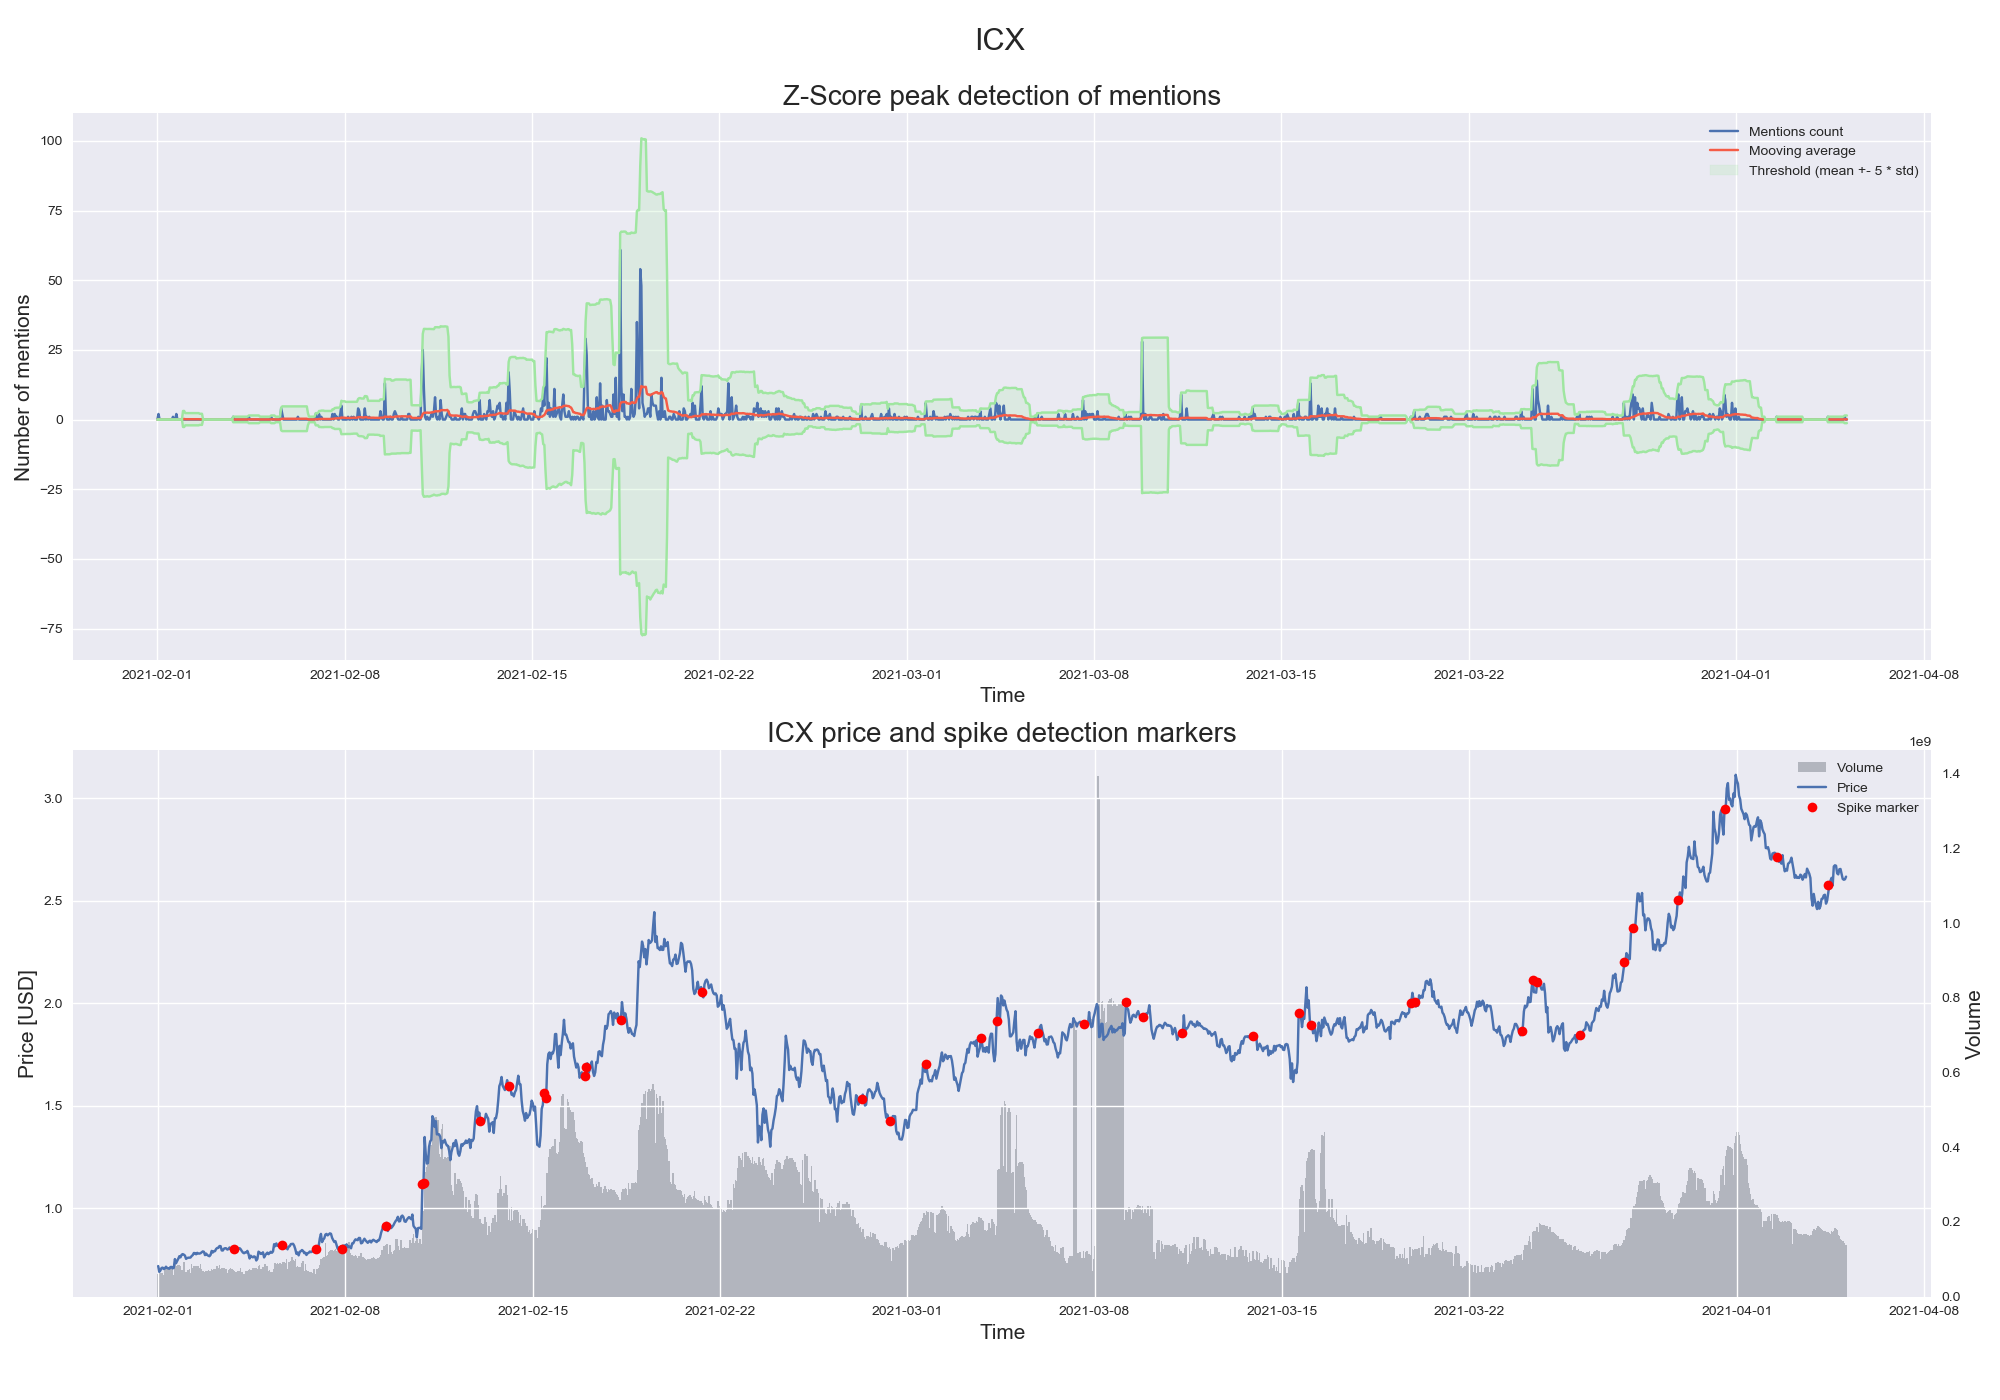 ICX
Z-Score peak detection of mentions
Mentions count
Mooving average
Threshold (mean +- 5 * std)
Number of mentions
100
75
50
25
0
−25
−50
−75
2021-02-01 2021-02-08 2021-02-15 2021-02-22 2021-03-01 2021-03-08 2021-03-15 2021-03-22 2021-04-01 2021-04-08
Time
ICX price and spike detection markers
1e9
Volume
Price
Spike marker
Price [USD]
3.0
2.5
2.0
1.5
1.0
1.4
1.2
1.0
0.8
0.6
0.4
0.2
0.0
Volume
2021-02-01 2021-02-08 2021-02-15 2021-02-22 2021-03-01 2021-03-08 2021-03-15 2021-03-22 2021-04-01 2021-04-08
Time